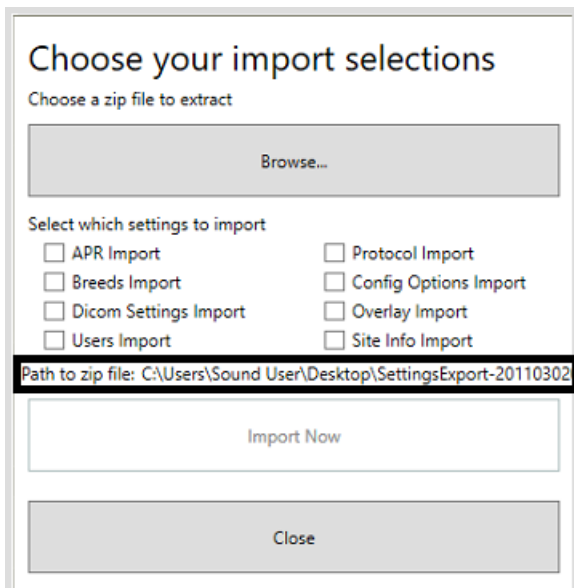 Choose your import selections
Choose a zip file to extract
Browse...
Select which settings to import
APR Import
Protocol Import
Breeds Import
Config Options Import
Dicom Settings Import
Overlay Import
Users Import
Site Info Import
Path to zip file: C:\Users\Sound User\Desktop\SettingsExport-201103020
Import Now
Close